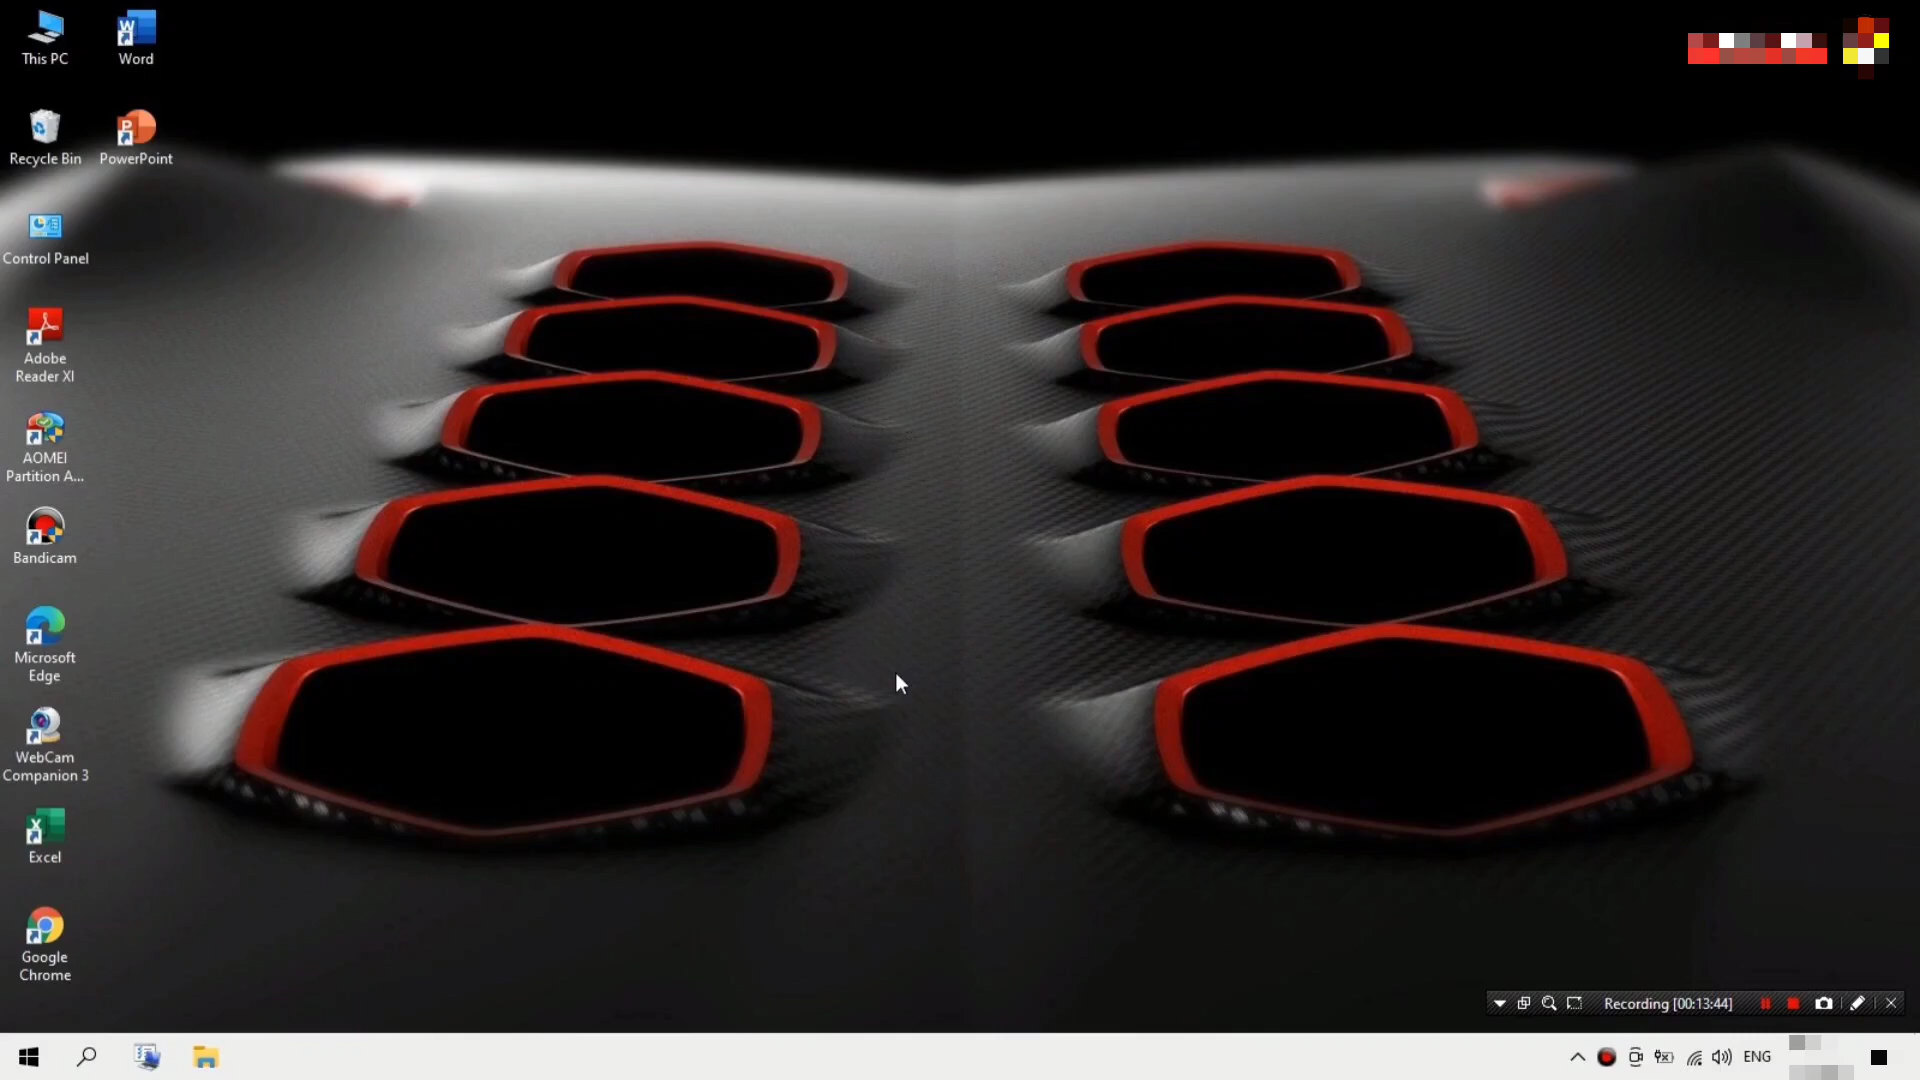 This PC
Word
Recycle Bin
PowerPoint
Control Panel
Adobe
Reader XI
AOMEI
Partition A...
Bandicam
Microsoft
Edge
WebCam
Companion 3
Excel
Google
Chrome
Recording [00:13:44]
ENG